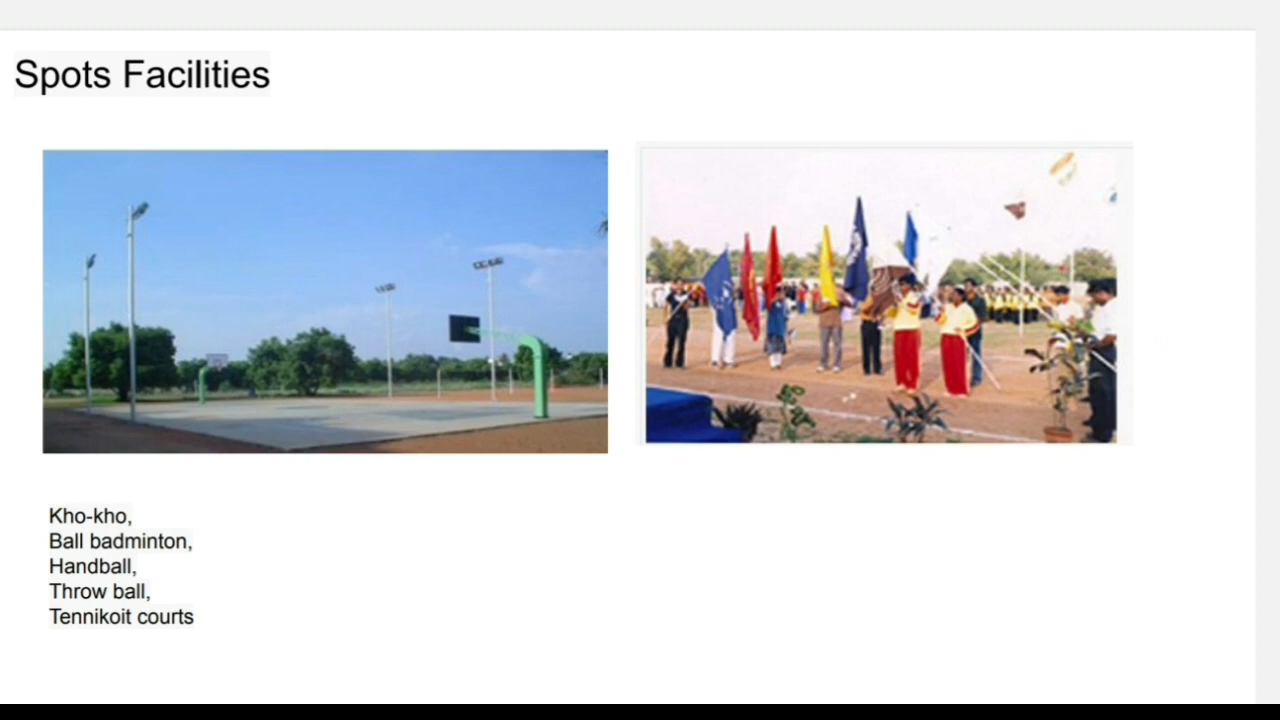 Spots Facilities
Kho-kho,
Ball badminton,
Handball,
Throw ball,
Tennikoit courts